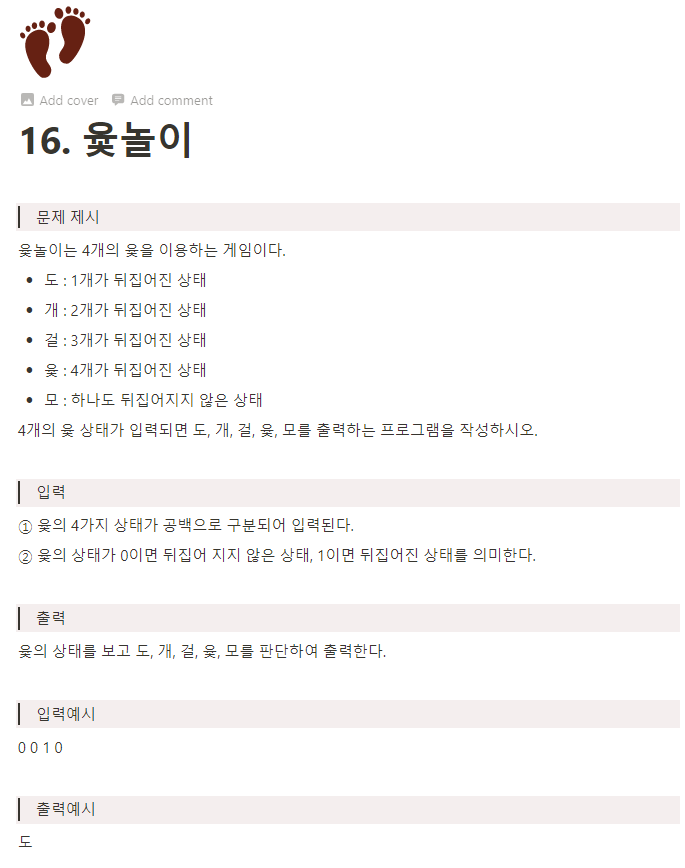 Add cover Add comment
16. 윷놀이
문제 제시
윷놀이는 4개의 윷을 이용하는 게임이다.
• 도 : 1개가 뒤집어진 상태
• 개 : 2개가 뒤집어진 상태
• 걸 : 3개가 뒤집어진 상태
• 윷 : 4개가 뒤집어진 상태
• 모 : 하나도 뒤집어지지 않은 상태
4개의 윷 상태가 입력되면 도, 개, 걸, 윷, 모를 출력하는 프로그램을 작성하시오.
입력
① 윷의 4가지 상태가 공백으로 구분되어 입력된다.
② 윷의 상태가 0이면 뒤집어 지지 않은 상태, 1이면 뒤집어진 상태를 의미한다.
출력
윷의 상태를 보고 도, 개, 걸, 윷, 모를 판단하여 출력한다.
입력예시
0 0 1 0
출력예시
도